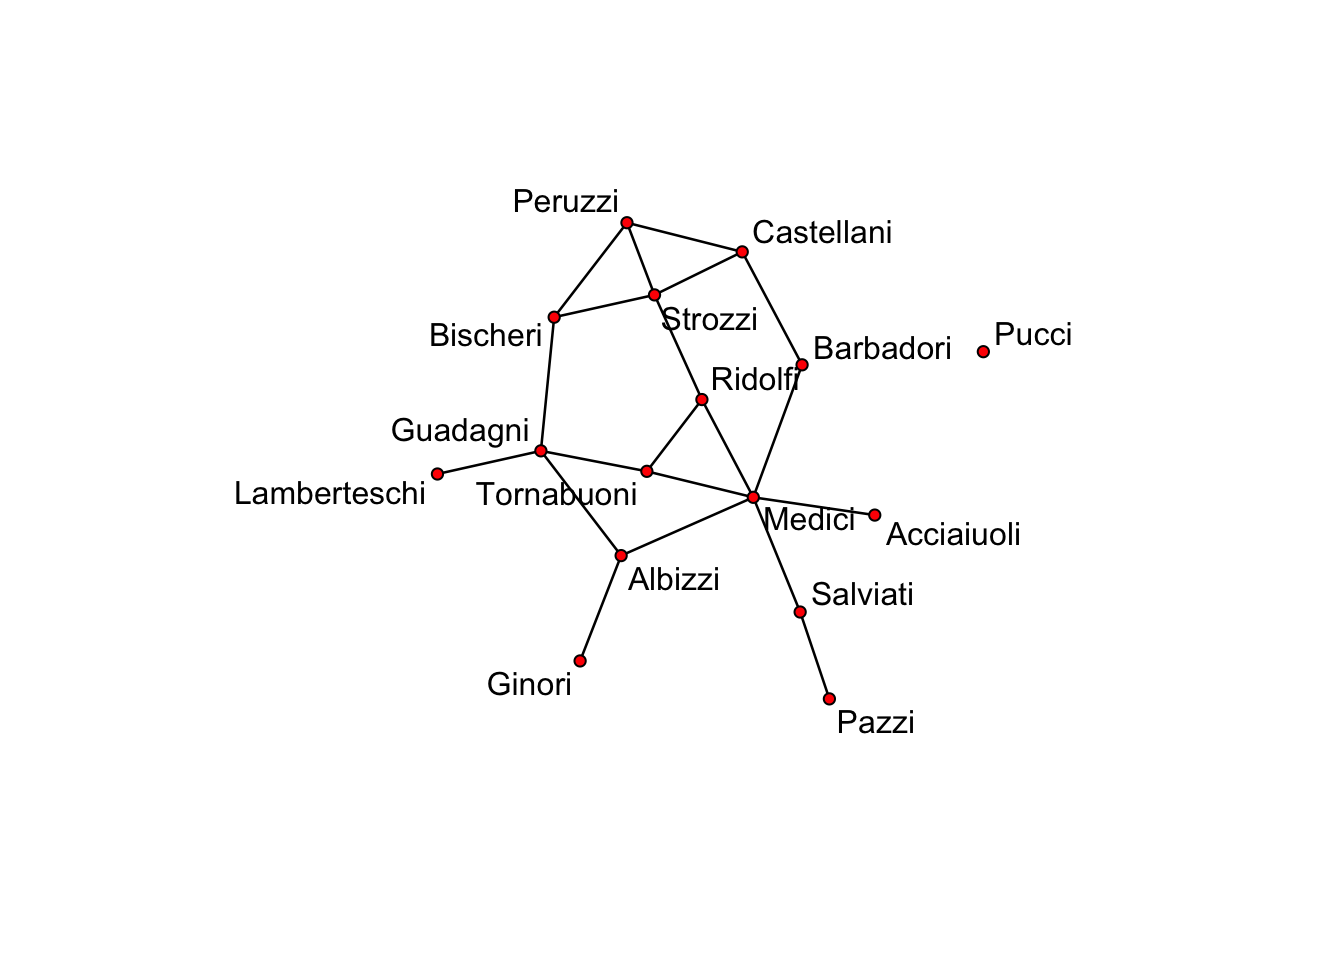 Peruzzi
Castellani
Strozzi
Bischeri
Pucci
Barbadori
Ridolfi
Guadagni
Lamberteschi
Tornabuoni
Medici
Acciaiuoli
Albizzi
Salviati
Ginori
Pazzi